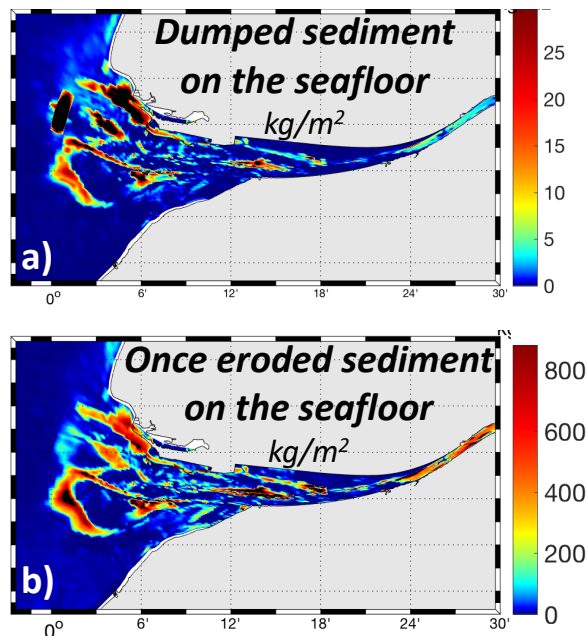 Dumped sediment
on the seafloor
kg/m²
a)
30
25
20
15
10
5
0
0° 6' 12' 18' 24' 30'
Once eroded sediment
on the seafloor
kg/m²
b)
800
600
400
200
0
0° 6' 12' 18' 24' 30'